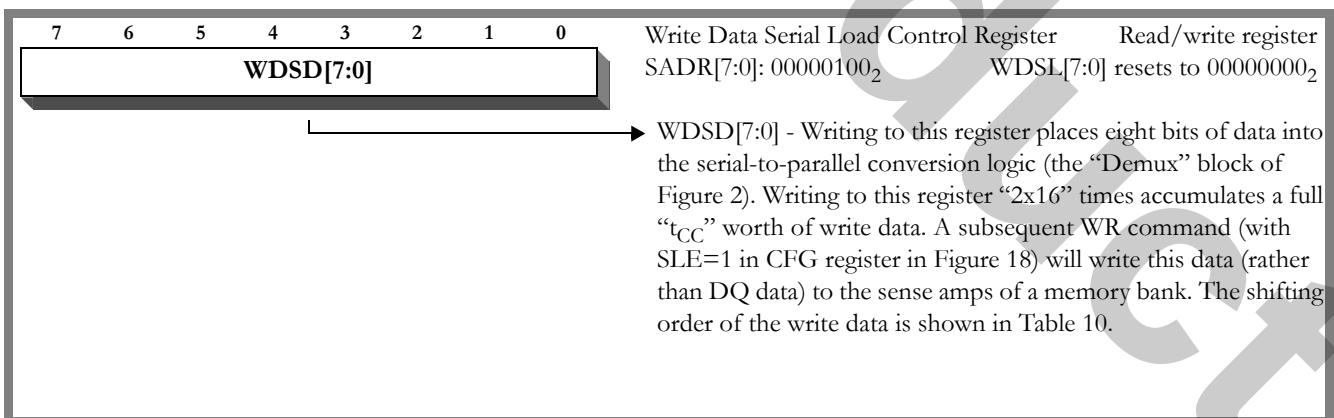 7 6 5 4 3 2 1 0
WDSD[7:0]
Write Data Serial Load Control Register Read/write register
SADR[7:0]: 00000100₂ WDSL[7:0] resets to 00000000₂
WDSD[7:0] - Writing to this register places eight bits of data into
the serial-to-parallel conversion logic (the “Demux” block of
Figure 2). Writing to this register “2x16” times accumulates a full
“tCC” worth of write data. A subsequent WR command (with
SLE=1 in CFG register in Figure 18) will write this data (rather
than DQ data) to the sense amps of a memory bank. The shifting
order of the write data is shown in Table 10.
duct